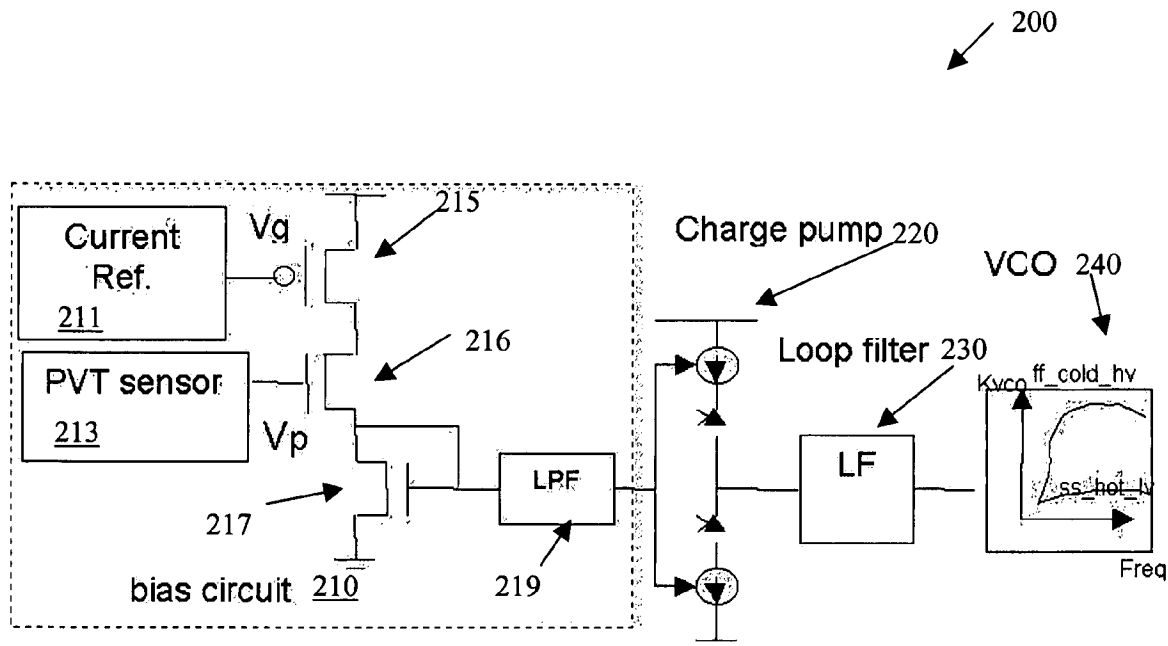 200
Current
Ref.
211
Vg
215
PVT sensor
213
Vp
216
217
LPF
219
bias circuit 210
Charge pump 220
Loop filter 230
LF
VCO 240
Kvco
ff_cold_hv
ss_hot_lv
Freq